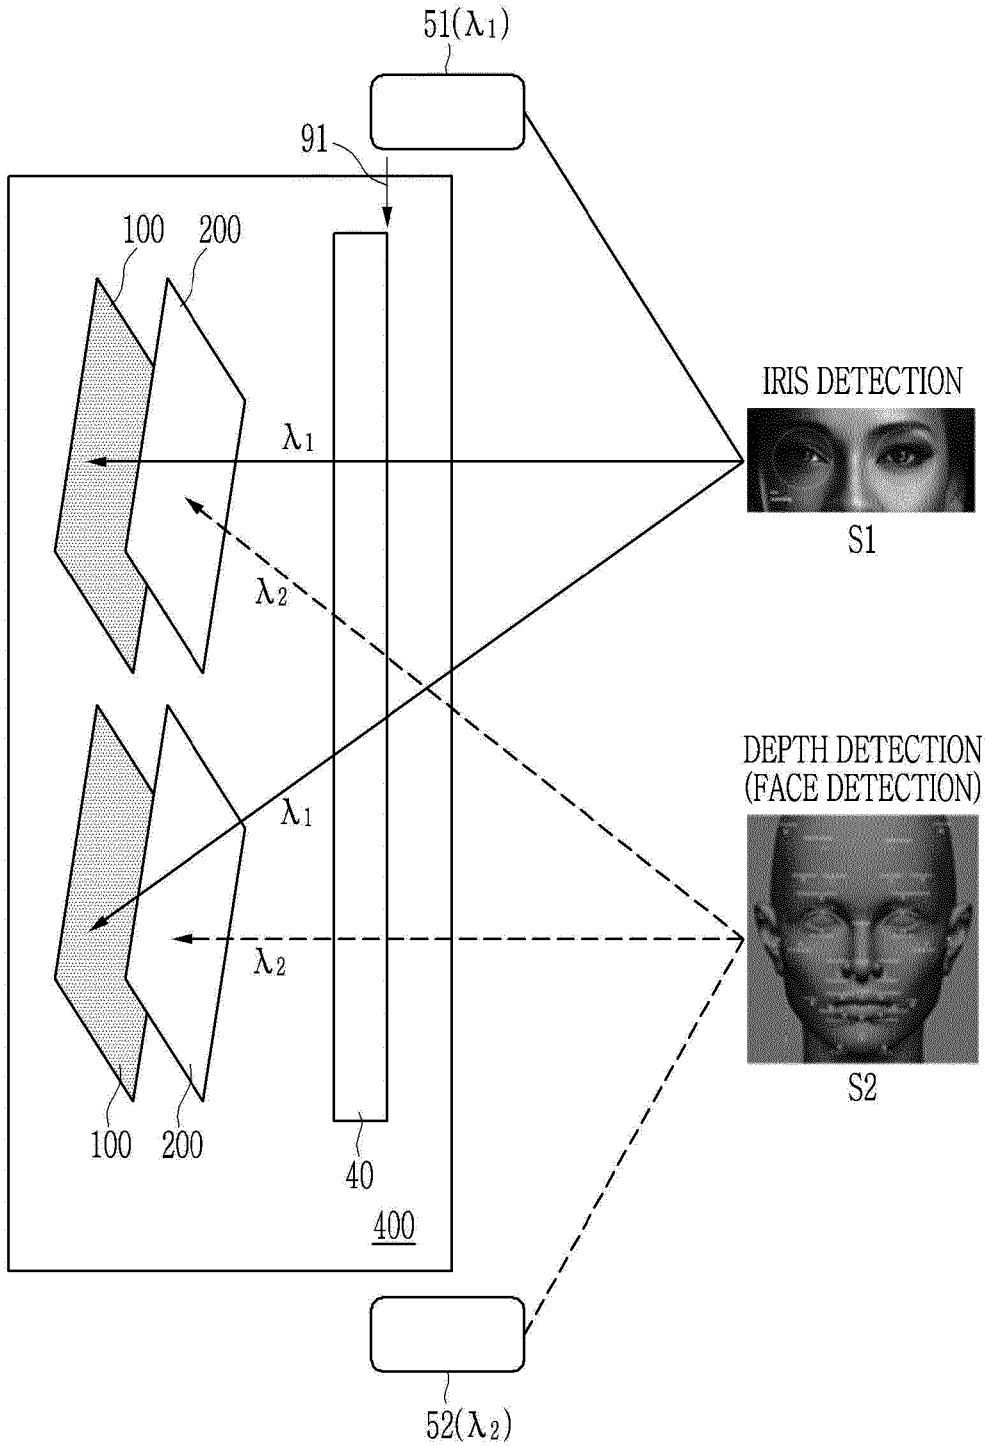 51(λ1)
91
100
200
λ1
IRIS DETECTION
S1
λ2
DEPTH DETECTION
(FACE DETECTION)
λ1
λ2
S2
100
200
40
400
52(λ2)